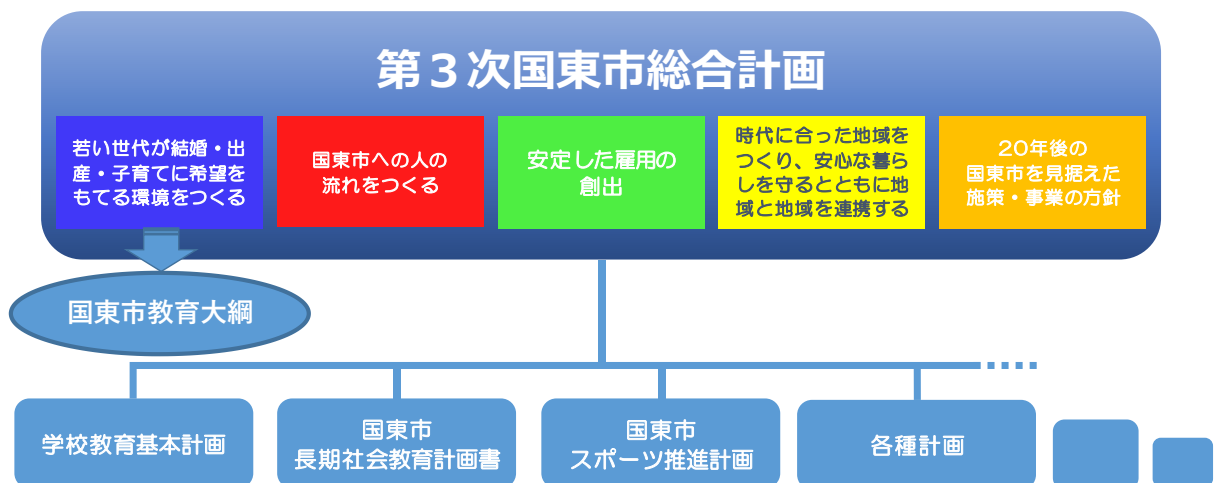 第３次国東市総合計画
若い世代が結婚・出
産・子育てに希望を
もてる環境をつくる
国東市への人の
流れをつくる
安定した雇用の
創出
時代に合った地域を
つくり、安心な暮ら
しを守るとともに地
域と地域を連携する
20年後の
国東市を見据えた
施策・事業の方針
国東市教育大綱
学校教育基本計画
国東市
長期社会教育計画書
国東市
スポーツ推進計画
各種計画